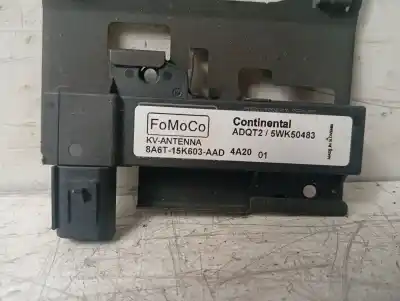 FoMoCo
KV-ANTENNA
8A6T-15K603-AAD 4A20 01
Continental
ADQT2 / 5WK50483